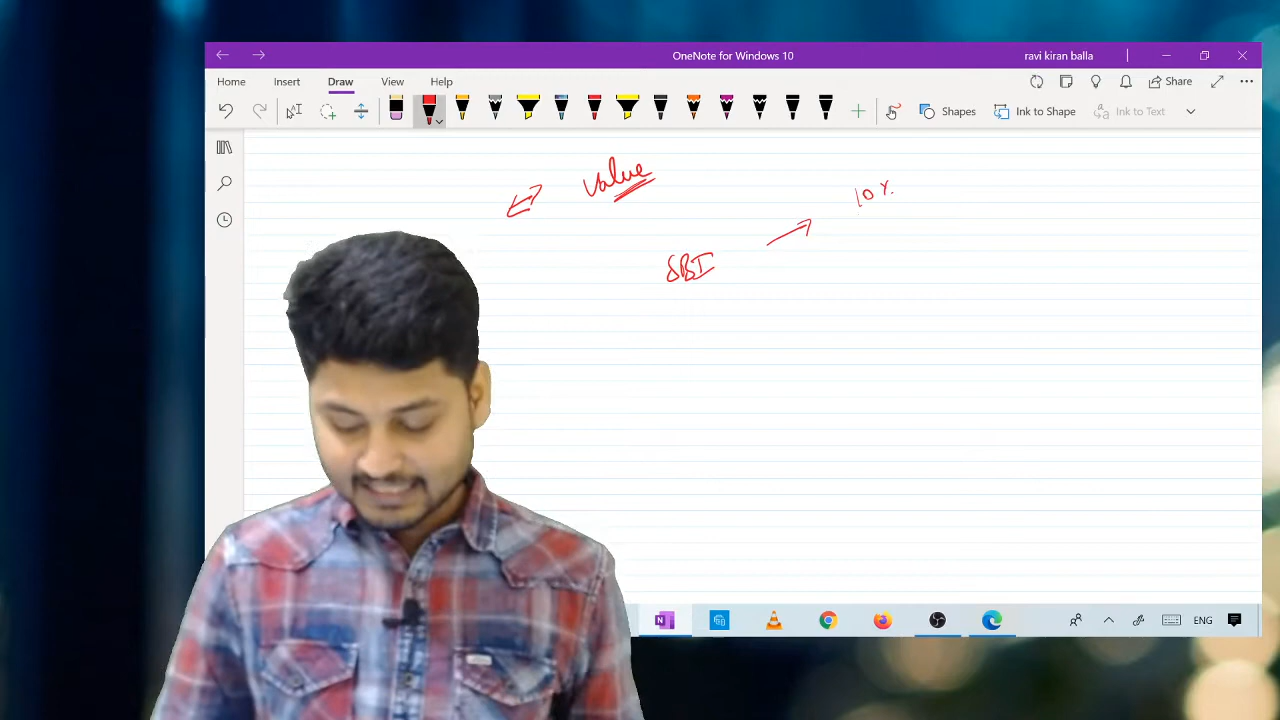 OneNote for Windows 10
ravi kiran balla
Home Insert Draw View Help
Share
Shapes Ink to Shape Ink to Text
Value
10%
SBI
ENG